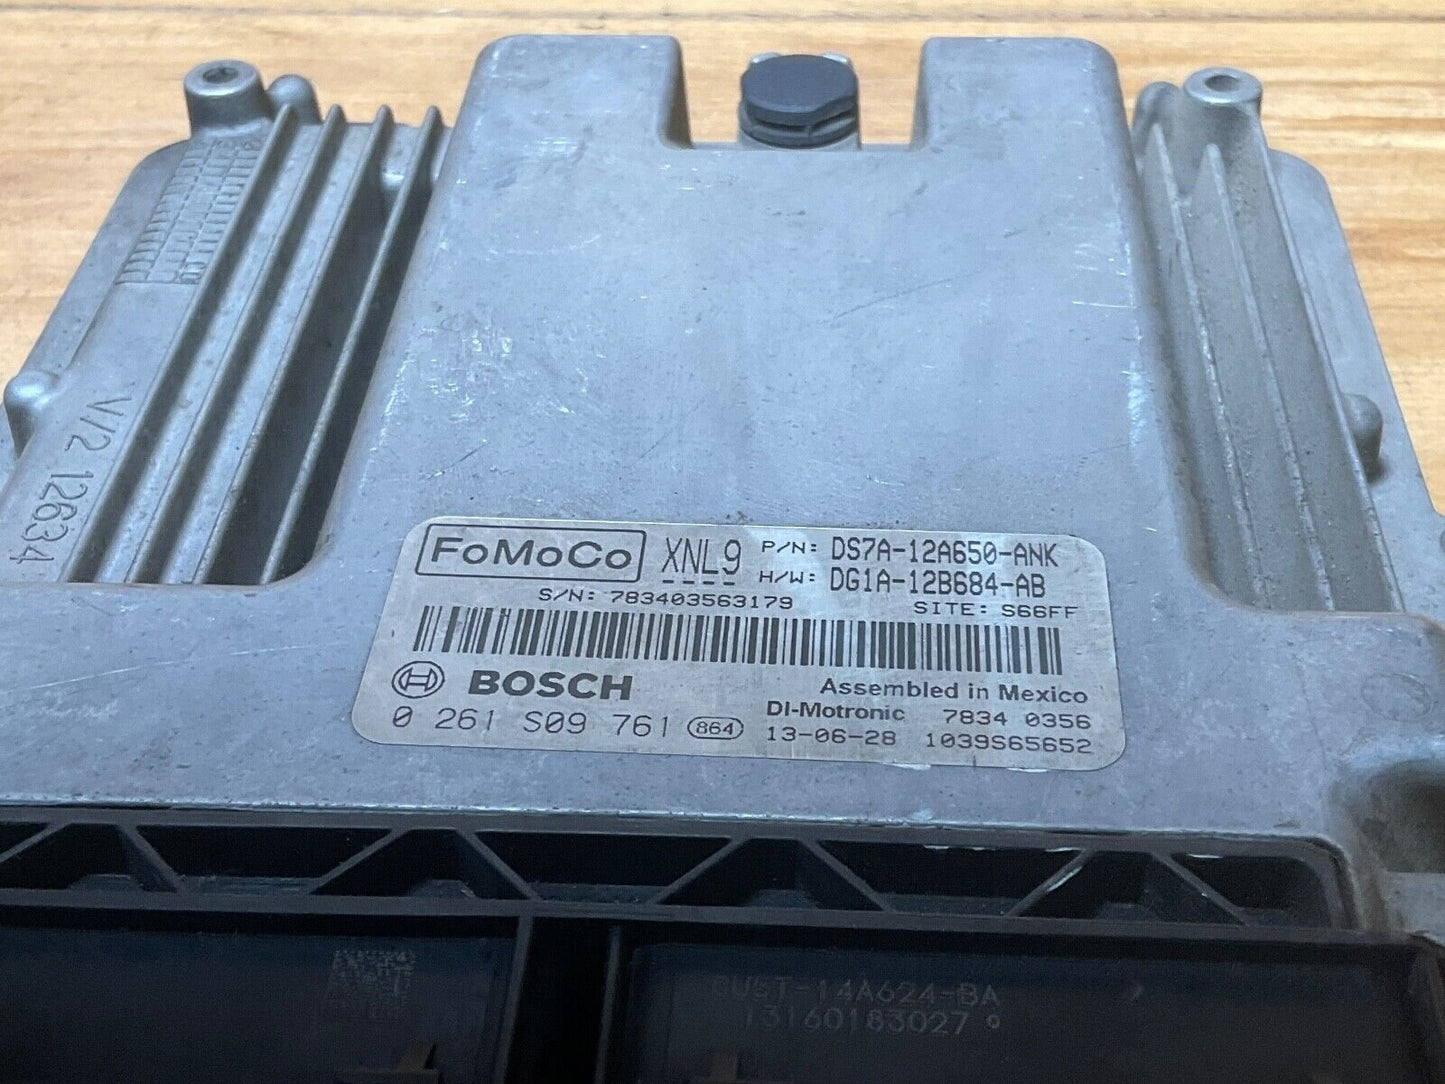 V/2 12634
FoMoCo XNL9 P/N: DS7A-12A650-ANK
H/W: DG1A-12B684-AB
S/N: 783403563179 SITE: S66FF
BOSCH Assembled in Mexico
DI-Motronic 7834 0356
0 261 S09 761 864 13-06-28 1039S65652
CU5T-14A624-BA
13160183027